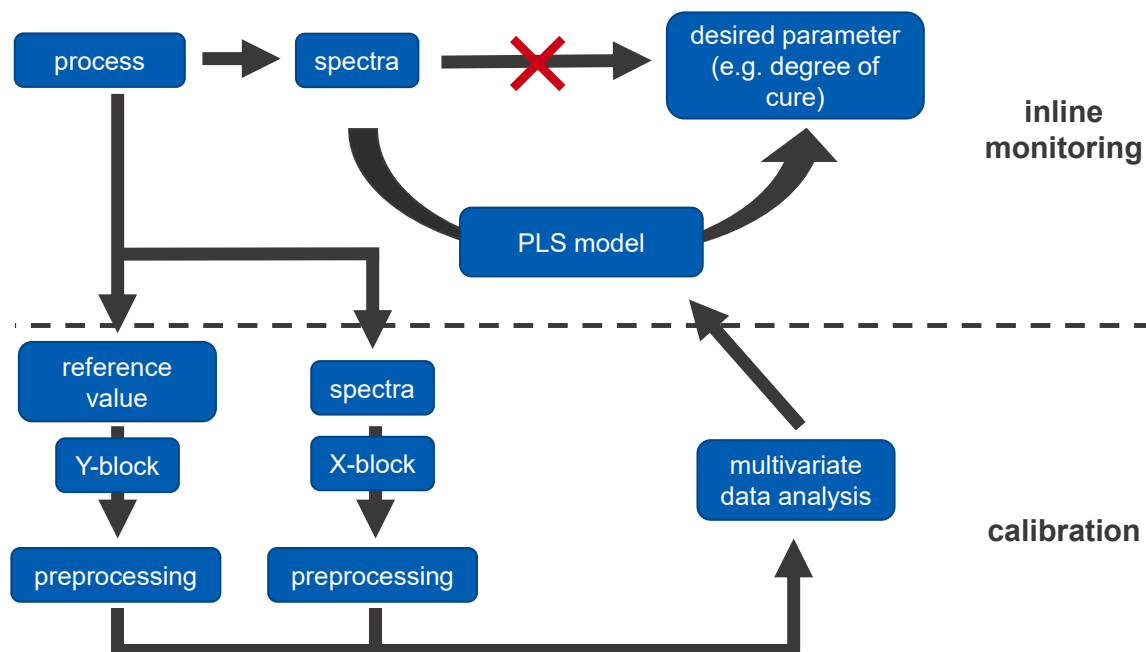 process
spectra
desired parameter
(e.g. degree of
cure)
inline
monitoring
PLS model
reference
value
spectra
Y-block
X-block
multivariate
data analysis
calibration
preprocessing
preprocessing